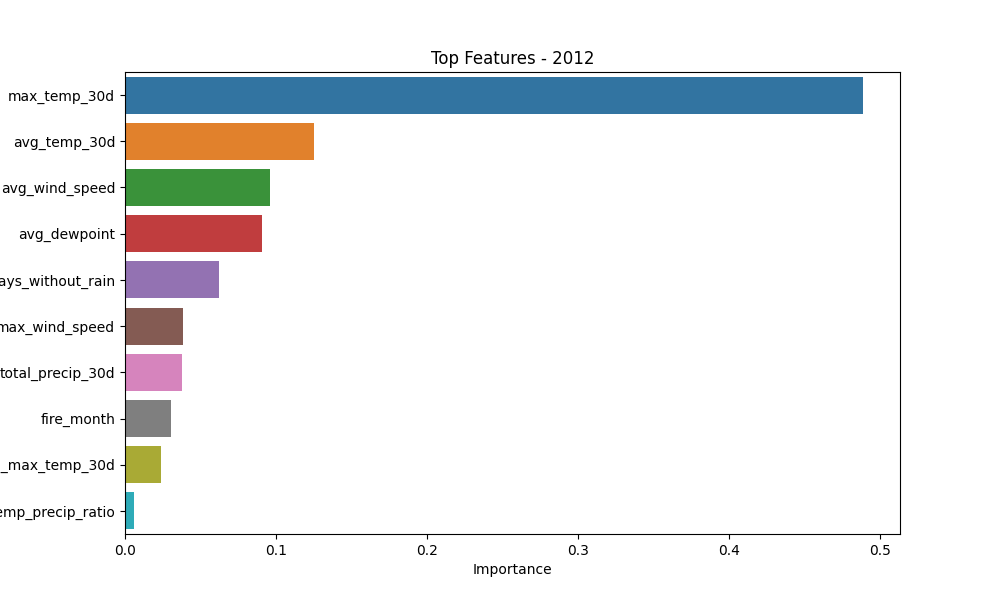 Top Features - 2012
max_temp_30d
avg_temp_30d
avg_wind_speed
avg_dewpoint
ays_without_rain
max_wind_speed
total_precip_30d
fire_month
_max_temp_30d
emp_precip_ratio
0.0 0.1 0.2 0.3 0.4 0.5
Importance